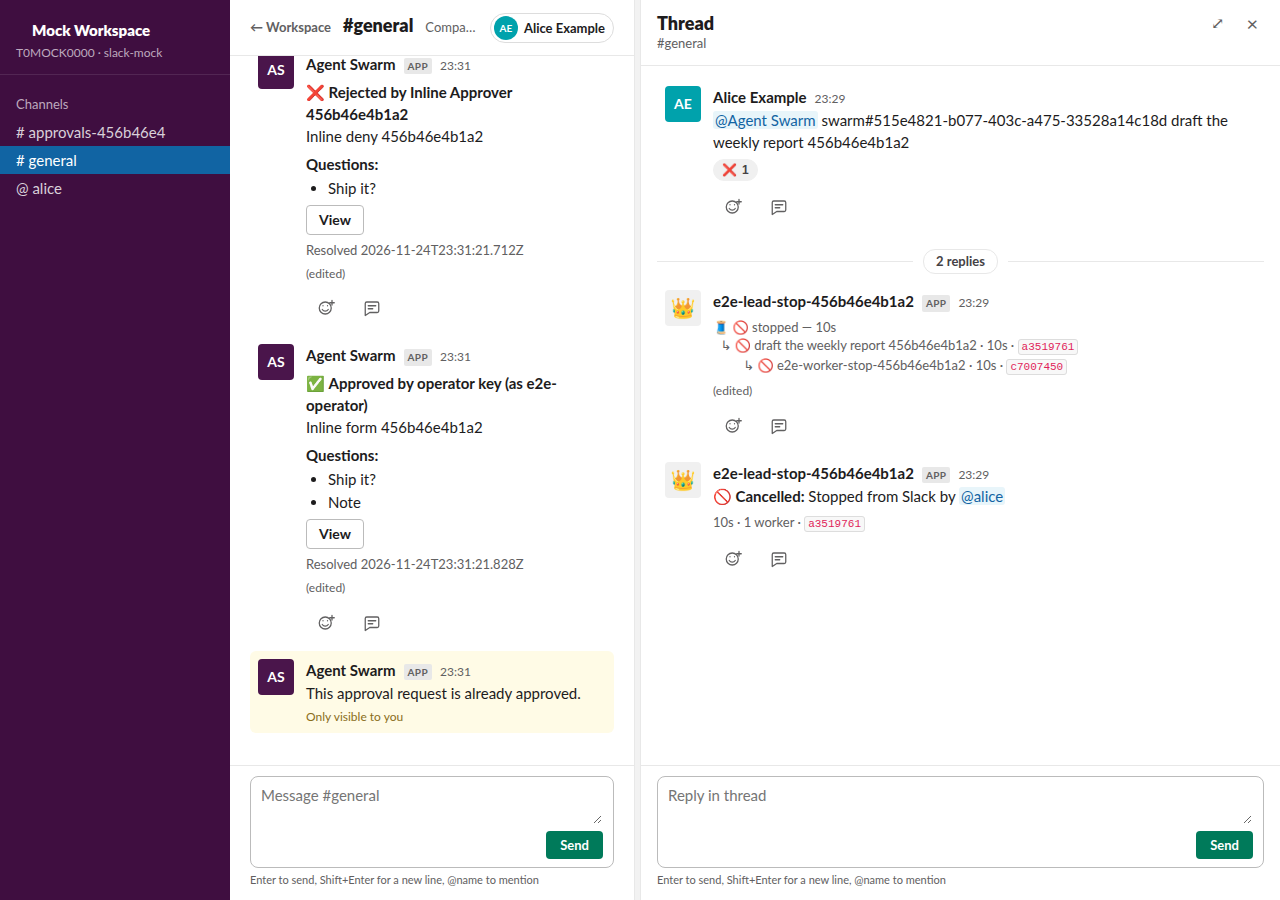 Mock Workspace
T0MOCK0000 · slack-mock
Channels
# approvals-456b46e4
# general
@ alice
← Workspace #general Compa... AE Alice Example
AS Agent Swarm APP 23:31
❌ Rejected by Inline Approver
456b46e4b1a2
Inline deny 456b46e4b1a2
Questions:
• Ship it?
View
Resolved 2026-11-24T23:31:21.712Z
(edited)
AS Agent Swarm APP 23:31
✅ Approved by operator key (as e2e-
operator)
Inline form 456b46e4b1a2
Questions:
• Ship it?
• Note
View
Resolved 2026-11-24T23:31:21.828Z
(edited)
AS Agent Swarm APP 23:31
This approval request is already approved.
Only visible to you
Message #general
Send
Enter to send, Shift+Enter for a new line, @name to mention
Thread
#general
AE Alice Example 23:29
@Agent Swarm swarm#515e4821-b077-403c-a475-33528a14c18d draft the
weekly report 456b46e4b1a2
❌ 1
2 replies
e2e-lead-stop-456b46e4b1a2 APP 23:29
🧵 🚫 stopped — 10s
↳ 🚫 draft the weekly report 456b46e4b1a2 · 10s · a3519761
↳ 🚫 e2e-worker-stop-456b46e4b1a2 · 10s · c7007450
(edited)
e2e-lead-stop-456b46e4b1a2 APP 23:29
🚫 Cancelled: Stopped from Slack by @alice
10s · 1 worker · a3519761
Reply in thread
Send
Enter to send, Shift+Enter for a new line, @name to mention